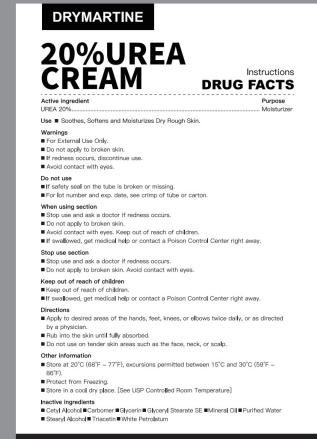 DRYMARTINE
20%UREA
CREAM
Instructions
DRUG FACTS
Active ingredient Purpose
UREA 20%................................................ Moisturizer
Use ■ Soothes, Softens and Moisturizes Dry Rough Skin.
Warnings
■ For External Use Only.
■ Do not apply to broken skin.
■ If redness occurs, discontinue use.
■ Avoid contact with eyes.
Do not use
■ If safety seal on the tube is broken or missing.
■ For lot number and exp. date, see crimp of tube or carton.
When using section
■ Stop use and ask a doctor if redness occurs.
■ Do not apply to broken skin.
■ Avoid contact with eyes. Keep out of reach of children.
■ If swallowed, get medical help or contact a Poison Control Center right away.
Stop use section
■ Stop use and ask a doctor if redness occurs.
■ Do not apply to broken skin. Avoid contact with eyes.
Keep out of reach of children
■ Keep out of reach of children.
■ If swallowed, get medical help or contact a Poison Control Center right away.
Directions
■ Apply to desired areas of the hands, feet, knees, or elbows twice daily, or as directed
by a physician.
■ Rub into the skin until fully absorbed.
■ Do not use on tender skin areas such as the face, neck, or scalp.
Other information
■ Store at 20°C (68°F – 77°F), excursions permitted between 15°C and 30°C (59°F –
86°F).
■ Protect from Freezing.
■ Store in a cool dry place. [See USP Controlled Room Temperature]
Inactive ingredients
■ Cetyl Alcohol ■ Carbomer ■ Glycerin ■ Glyceryl Stearate SE ■ Mineral Oil ■ Purified Water
■ Stearyl Alcohol ■ Triacetin ■ White Petrolatum